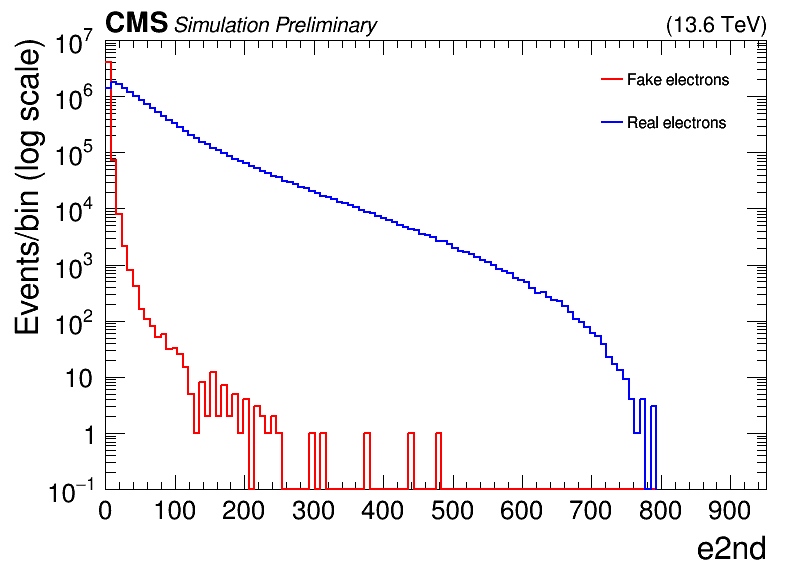 CMS Simulation Preliminary (13.6 TeV)
Events/bin (log scale)
10^7
10^6
10^5
10^4
10^3
10^2
10
1
10^−1
Fake electrons
Real electrons
0 100 200 300 400 500 600 700 800 900
e2nd